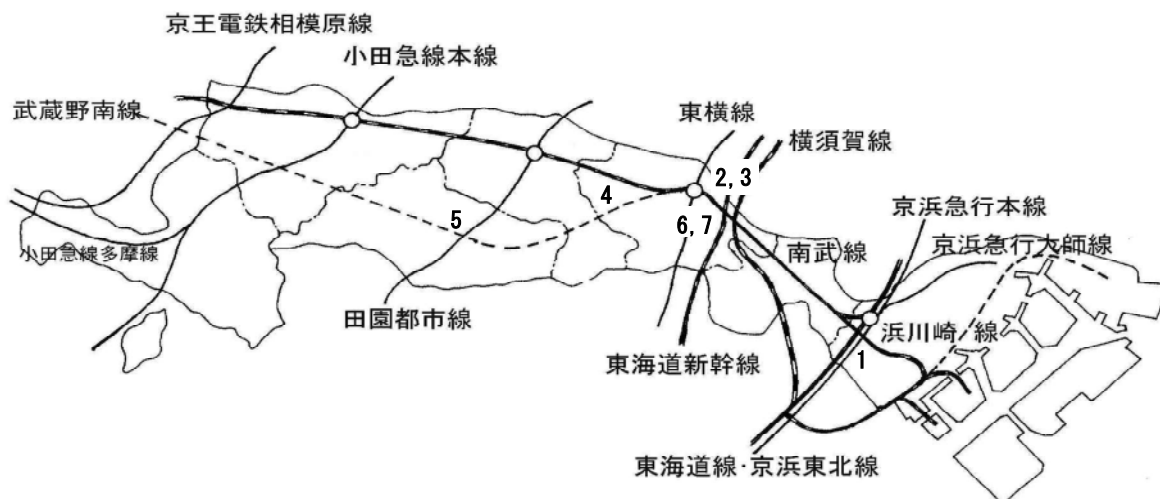 京王電鉄相模原線
小田急線本線
武蔵野南線
東横線
横須賀線
2, 3
4
5
6, 7
京浜急行本線
京浜急行大師線
南武線
小田急線多摩線
田園都市線
浜川崎 線
東海道新幹線
1
東海道線・京浜東北線